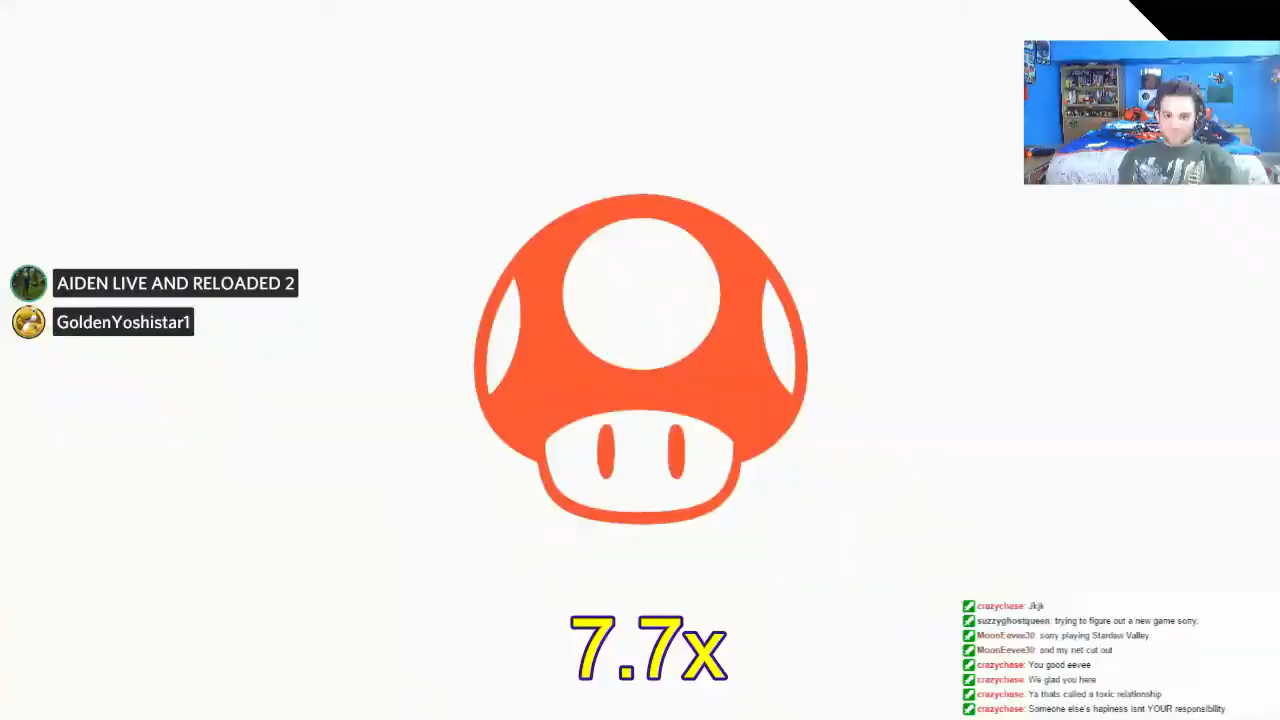 AIDEN LIVE AND RELOADED 2
GoldenYoshistar1
7.7x
crazychase: Jkjk
suzzyghostqueen: trying to figure out a new game sorry.
MoonEevee30: sorry playing Stardew Valley
MoonEevee30: and my net cut out
crazychase: You good eevee
crazychase: We glad you here
crazychase: Ya thats called a toxic relationship
crazychase: Someone else's hapiness isnt YOUR responsibility